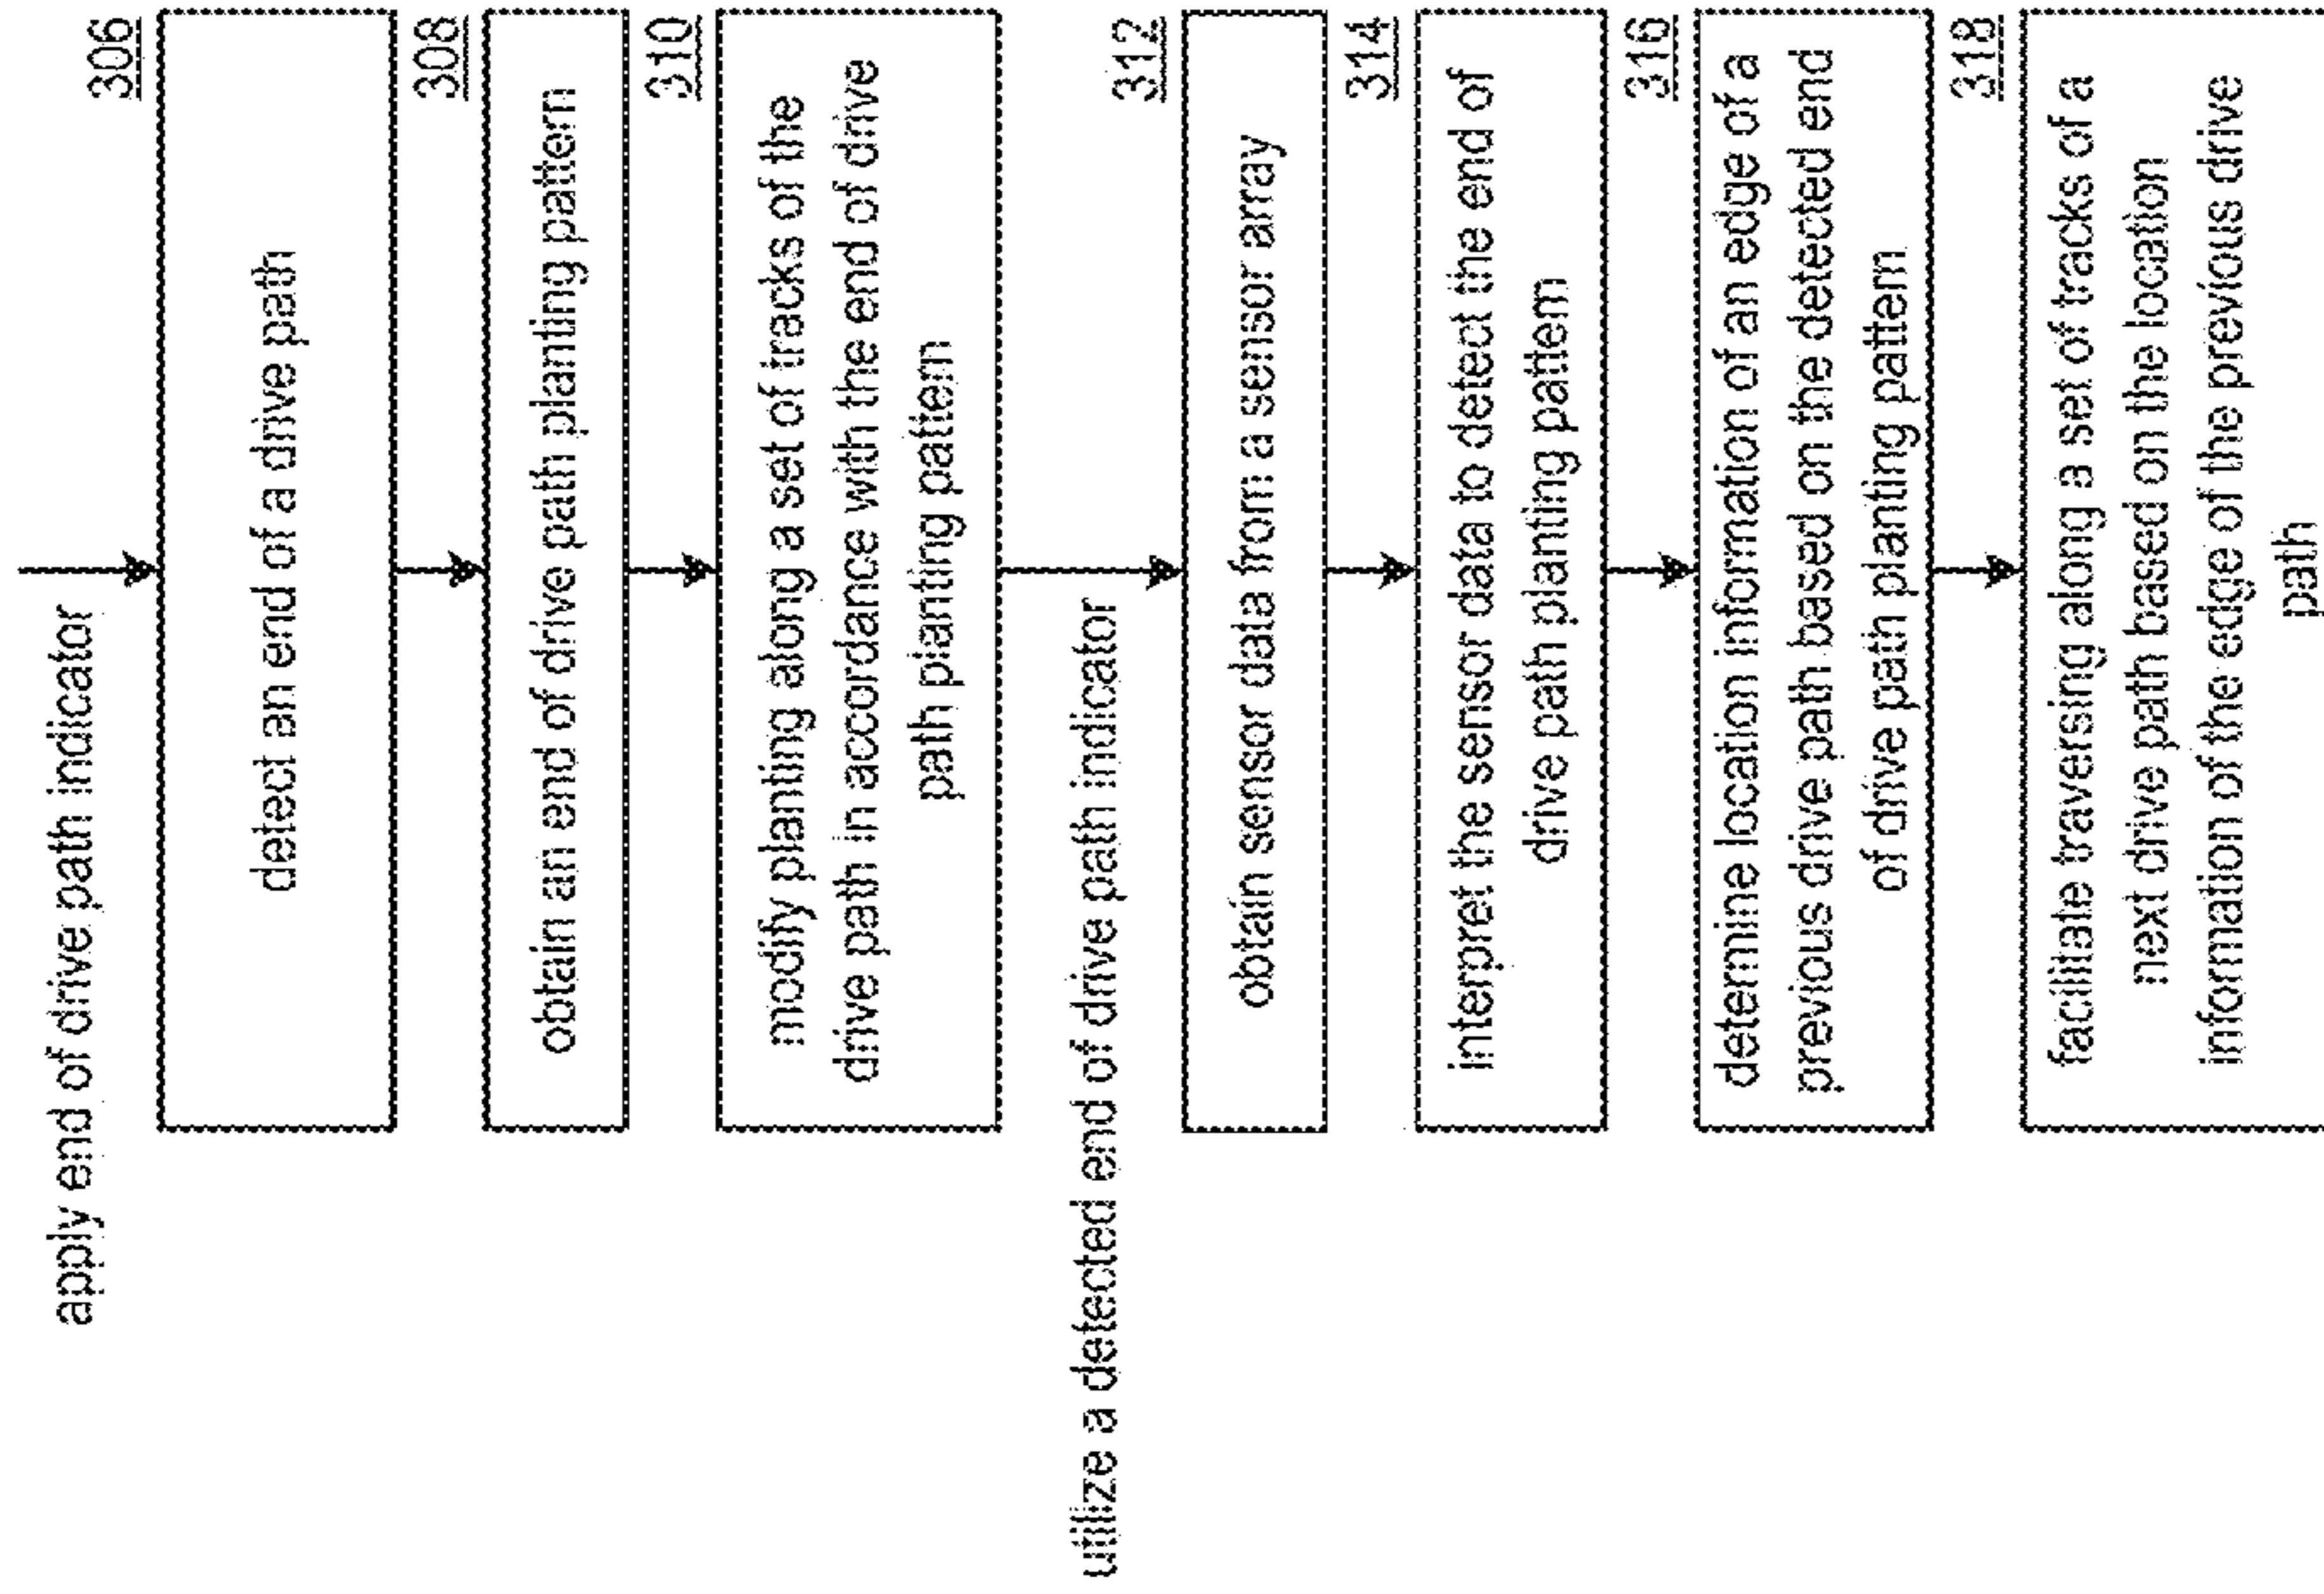 apply end of drive path indicator
306
detect an end of a drive path
308
obtain an end of drive path planting pattern
310
modify planting along a set of tracks of the
drive path in accordance with the end of drive
path planting pattern
utilize a detected end of drive path indicator
312
obtain sensor data from a sensor array
314
interpret the sensor data to detect the end of
drive path planting pattern
316
determine location information of an edge of a
previous drive path based on the detected end
of drive path planting pattern
318
facilitate traversing along a set of tracks of a
next drive path based on the location
information of the edge of the previous drive
path